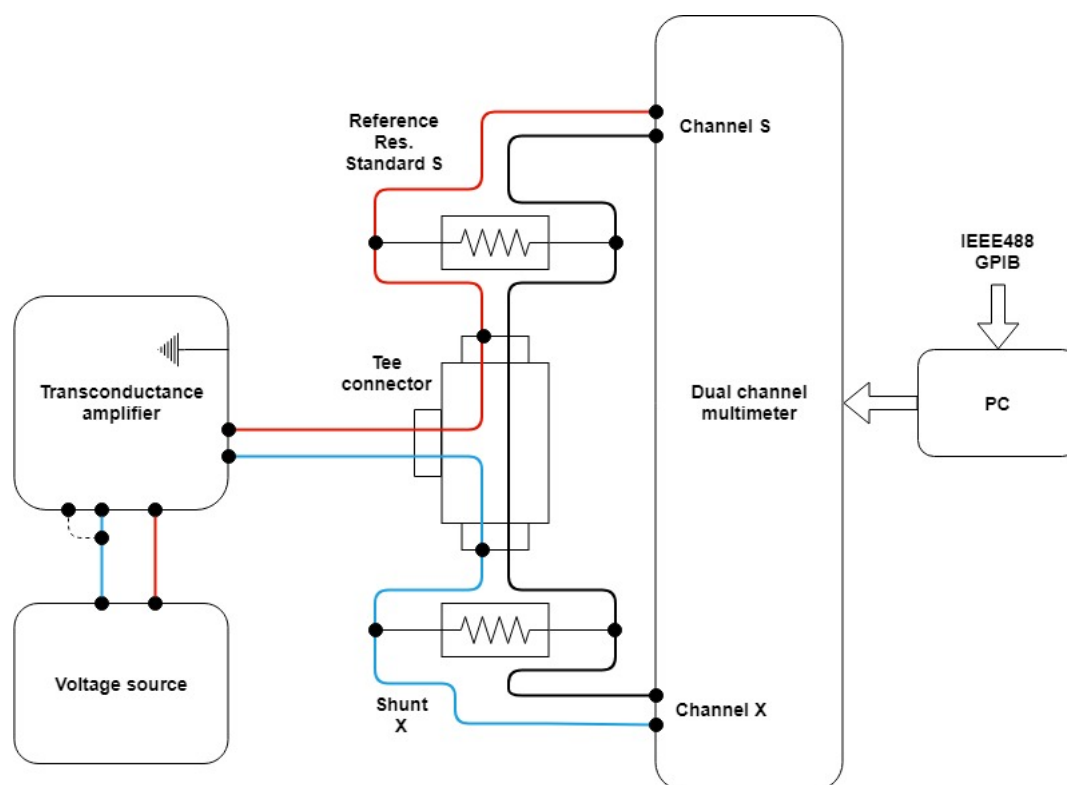 Reference
Res.
Standard S
Channel S
IEEE488
GPIB
Tee
connector
Transconductance
amplifier
Dual channel
multimeter
PC
Voltage source
Shunt
X
Channel X